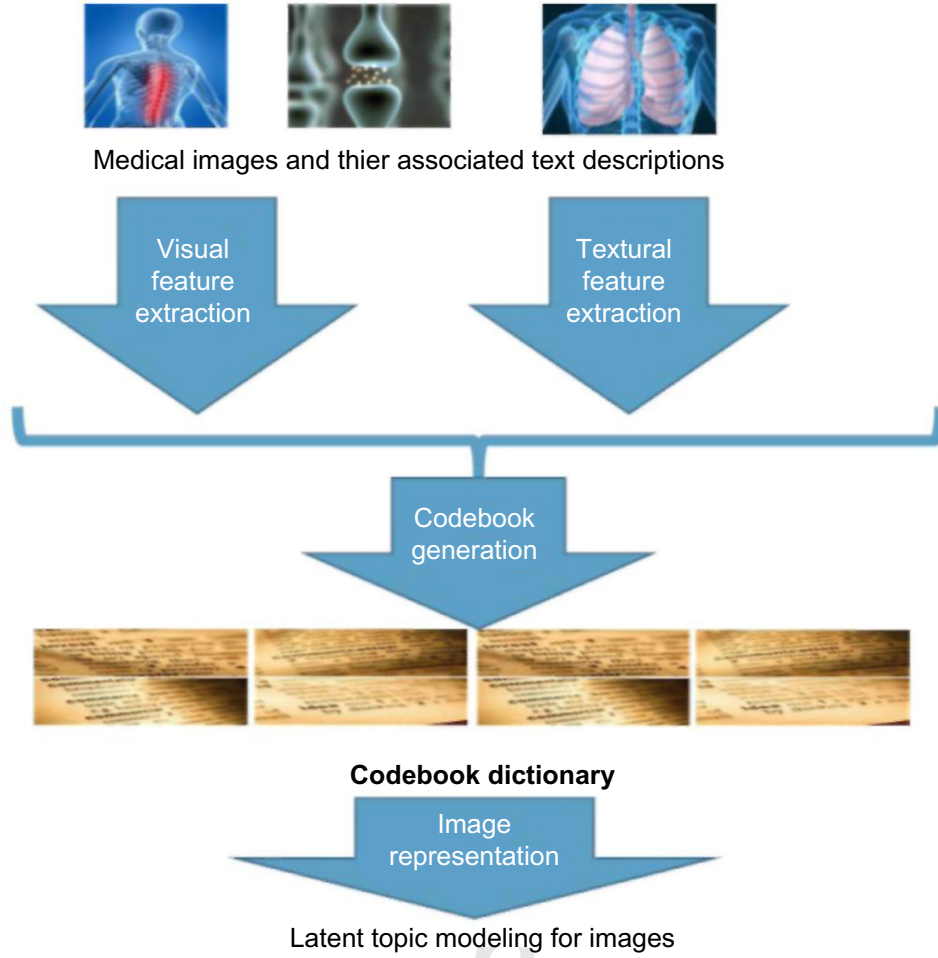 Medical images and thier associated text descriptions
Visual
feature
extraction
Textural
feature
extraction
Codebook
generation
Codebook dictionary
Image
representation
Latent topic modeling for images